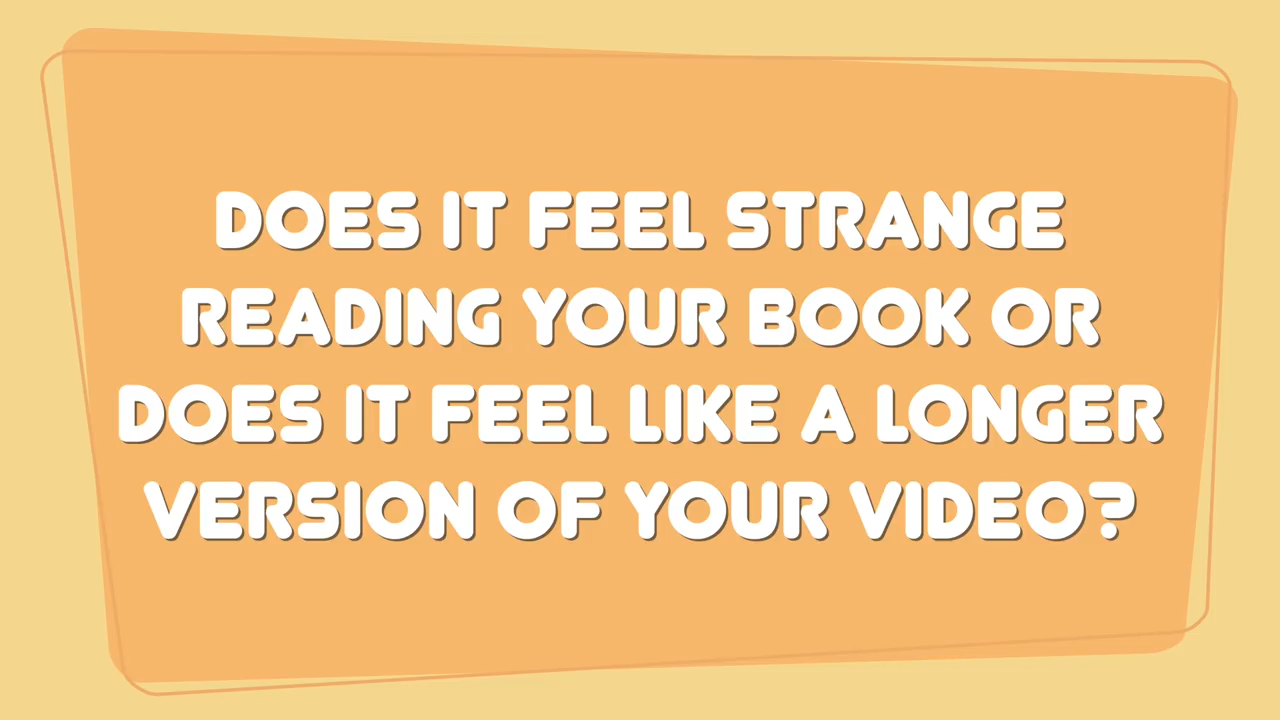 DOES IT FEEL STRANGE
READING YOUR BOOK OR
DOES IT FEEL LIKE A LONGER
VERSION OF YOUR VIDEO?